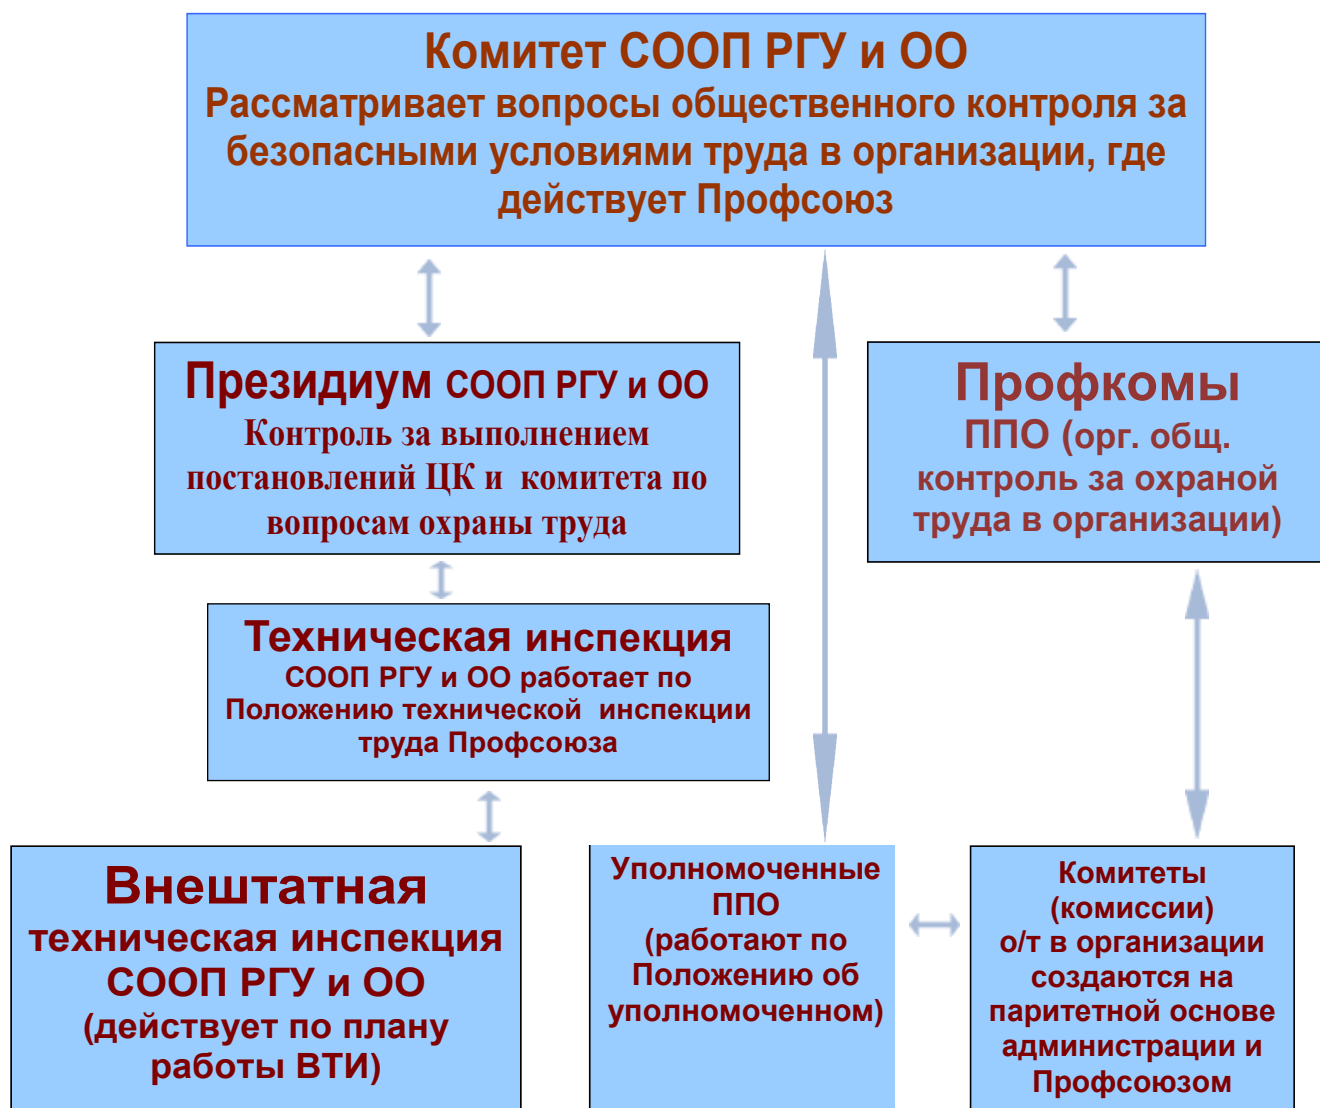 Комитет СООП РГУ и ОО
Рассматривает вопросы общественного контроля за
безопасными условиями труда в организации, где
действует Профсоюз
Президиум СООП РГУ и ОО
Контроль за выполнением
постановлений ЦК и комитета по
вопросам охраны труда
Профкомы
ППО (орг. общ.
контроль за охраной
труда в организации)
Техническая инспекция
СООП РГУ и ОО работает по
Положению технической инспекции
труда Профсоюза
Внештатная
техническая инспекция
СООП РГУ и ОО
(действует по плану
работы ВТИ)
Уполномоченные
ППО
(работают по
Положению об
уполномоченном)
Комитеты
(комиссии)
о/т в организации
создаются на
паритетной основе
администрации и
Профсоюзом